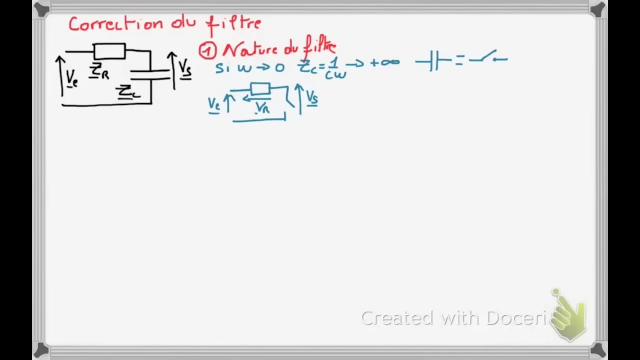 Correction du filtre
① Nature du filtre
si w → 0 Zc = 1/cw → +∞ =
Ve ZR Vs
Zc
Ve VR Vs
Created with Doceri